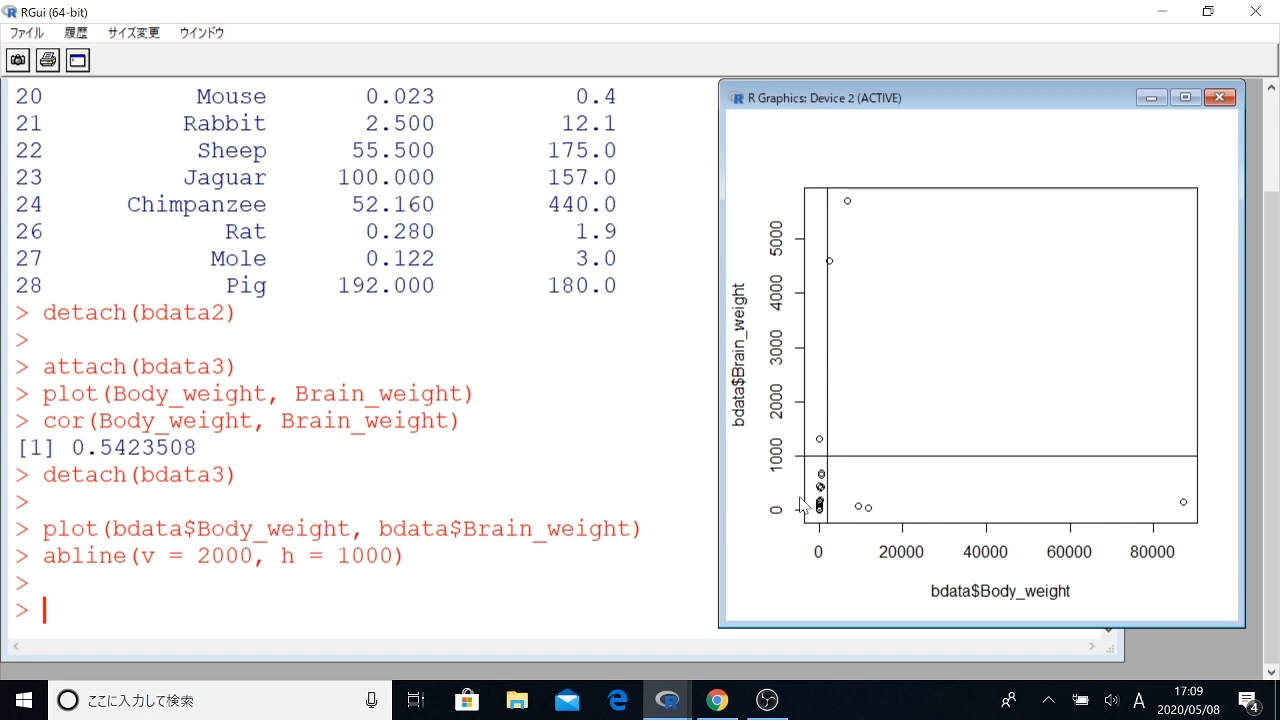 RGui (64-bit)
ファイル 履歴 サイズ変更 ウインドウ
20 Mouse 0.023 0.4
21 Rabbit 2.500 12.1
22 Sheep 55.500 175.0
23 Jaguar 100.000 157.0
24 Chimpanzee 52.160 440.0
26 Rat 0.280 1.9
27 Mole 0.122 3.0
28 Pig 192.000 180.0
> detach(bdata2)
>
> attach(bdata3)
> plot(Body_weight, Brain_weight)
> cor(Body_weight, Brain_weight)
[1] 0.5423508
> detach(bdata3)
>
> plot(bdata$Body_weight, bdata$Brain_weight)
> abline(v = 2000, h = 1000)
>
>
R Graphics: Device 2 (ACTIVE)
bdata$Brain_weight
5000
4000
3000
2000
1000
0
0 20000 40000 60000 80000
bdata$Body_weight
ここに入力して検索
A
17:09
2020/05/08
4